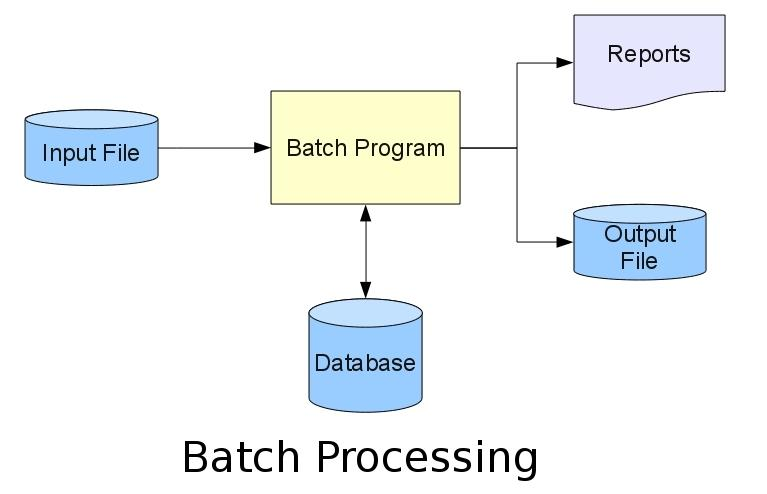 Reports
Input File
Batch Program
Output
File
Database
Batch Processing